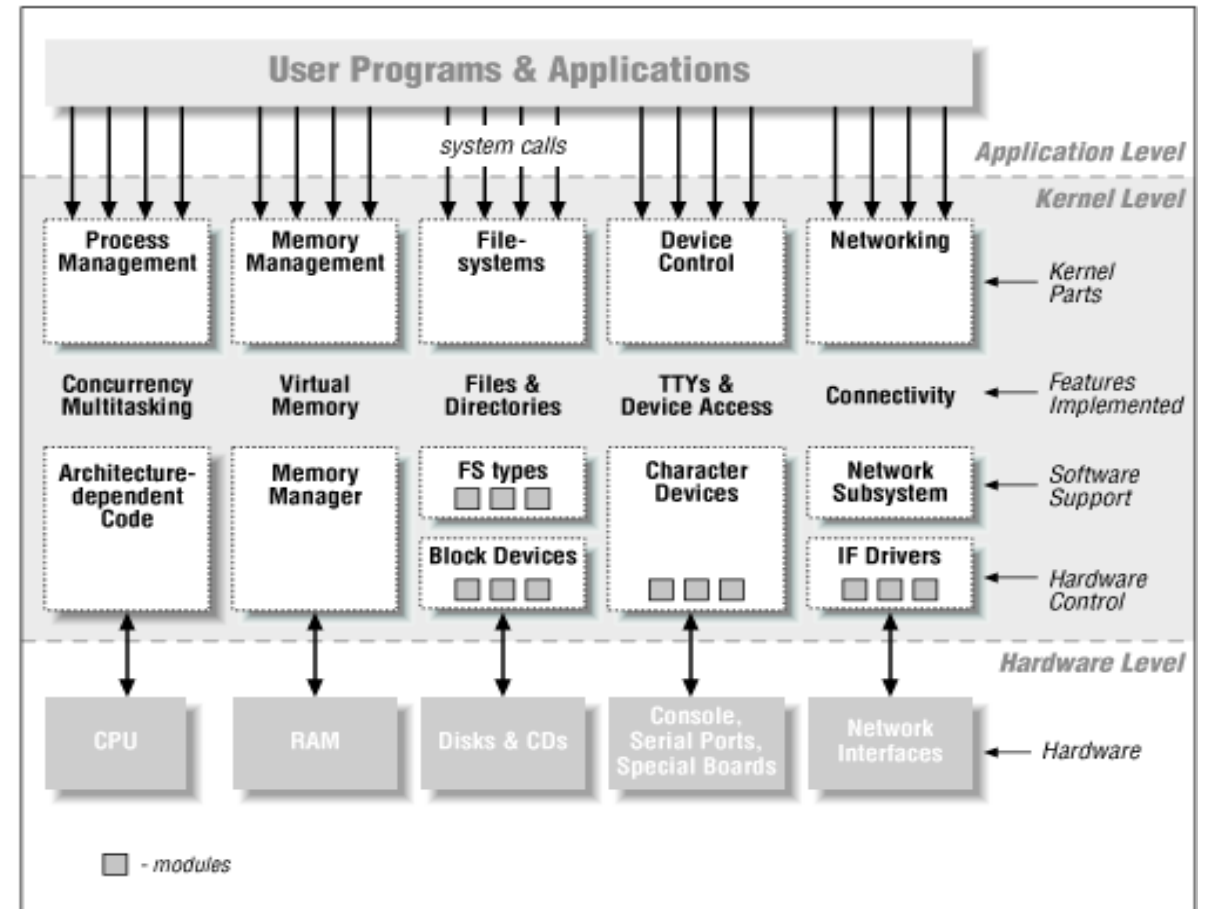 User Programs & Applications
system calls
Application Level
Kernel Level
Process
Management
Memory
Management
File-
systems
Device
Control
Networking
Kernel
Parts
Concurrency
Multitasking
Virtual
Memory
Files &
Directories
TTYs &
Device Access
Connectivity
Features
Implemented
Architecture-
dependent
Code
Memory
Manager
FS types
Character
Devices
Network
Subsystem
Software
Support
Block Devices
IF Drivers
Hardware
Control
Hardware Level
CPU
RAM
Disks & CDs
Console,
Serial Ports,
Special Boards
Network
Interfaces
Hardware
- modules